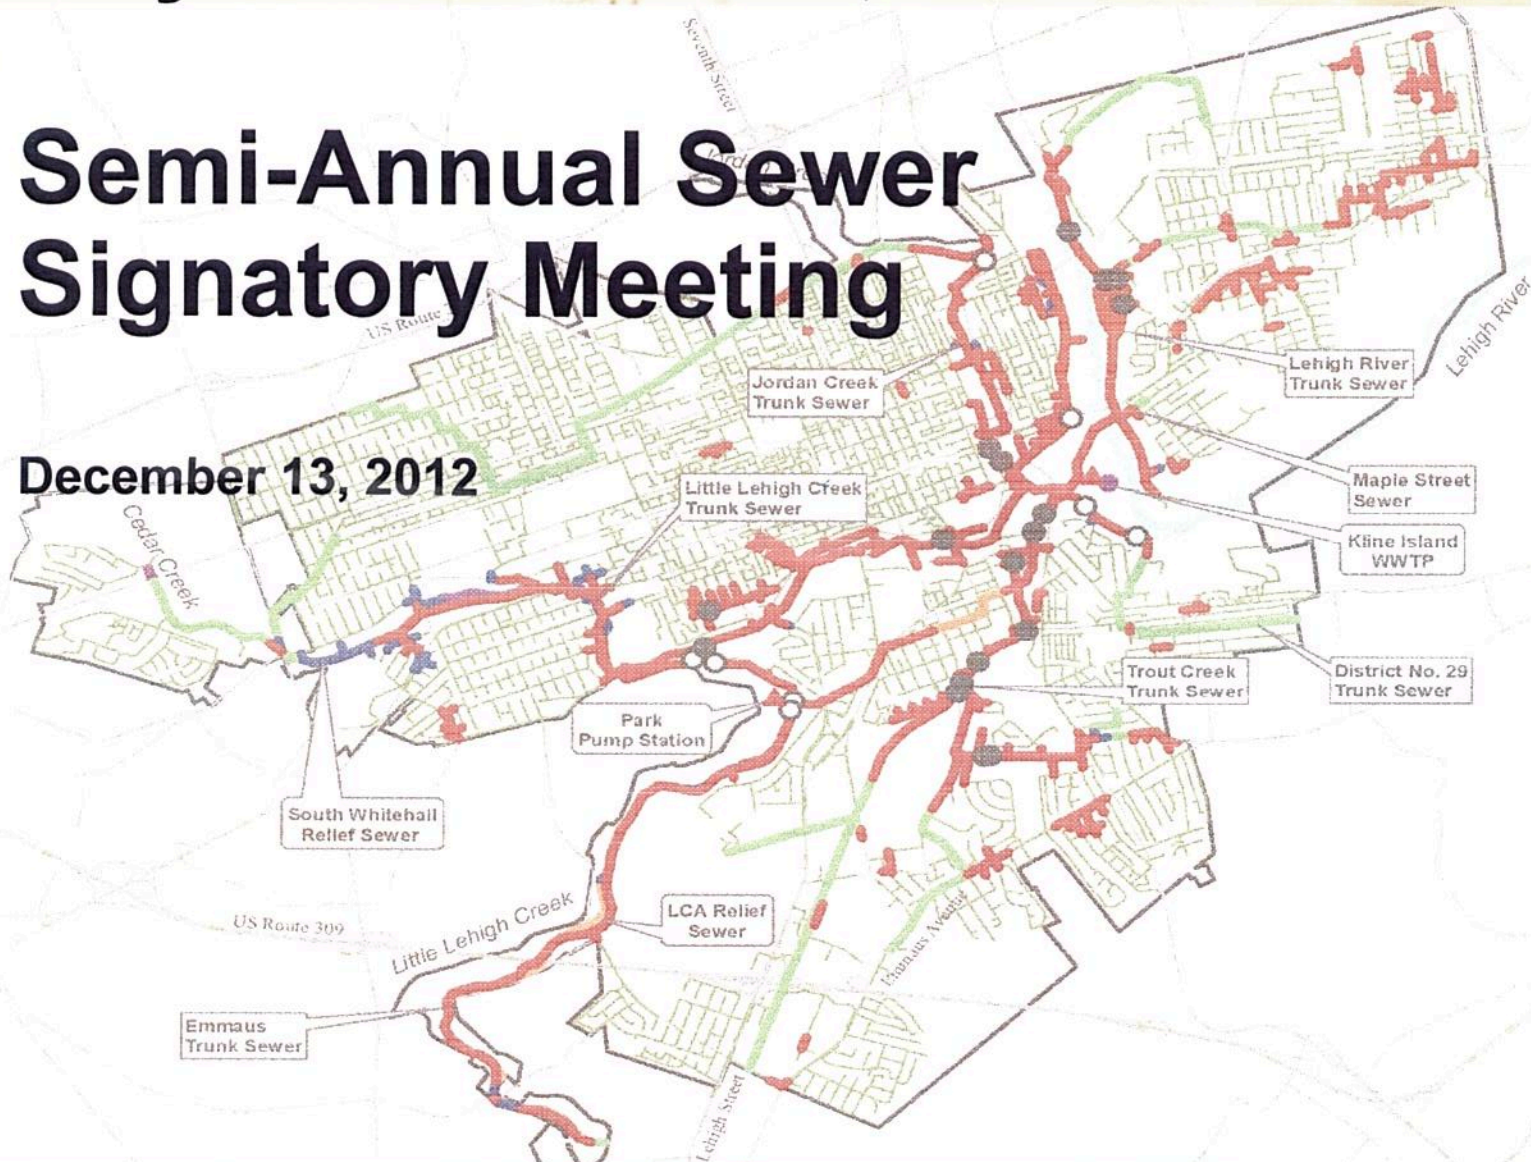 Semi-Annual Sewer
Signatory Meeting
December 13, 2012
Seventh Street
US Route
Lehigh River
Jordan Creek
Trunk Sewer
Lehigh River
Trunk Sewer
Little Lehigh Creek
Trunk Sewer
Maple Street
Sewer
Kline Island
WWTP
Cedar Creek
Trout Creek
Trunk Sewer
District No. 29
Trunk Sewer
Park
Pump Station
South Whitehall
Relief Sewer
US Route 309
Little Lehigh Creek
LCA Relief
Sewer
Emmaus Avenue
Emmaus
Trunk Sewer
Lehigh Street